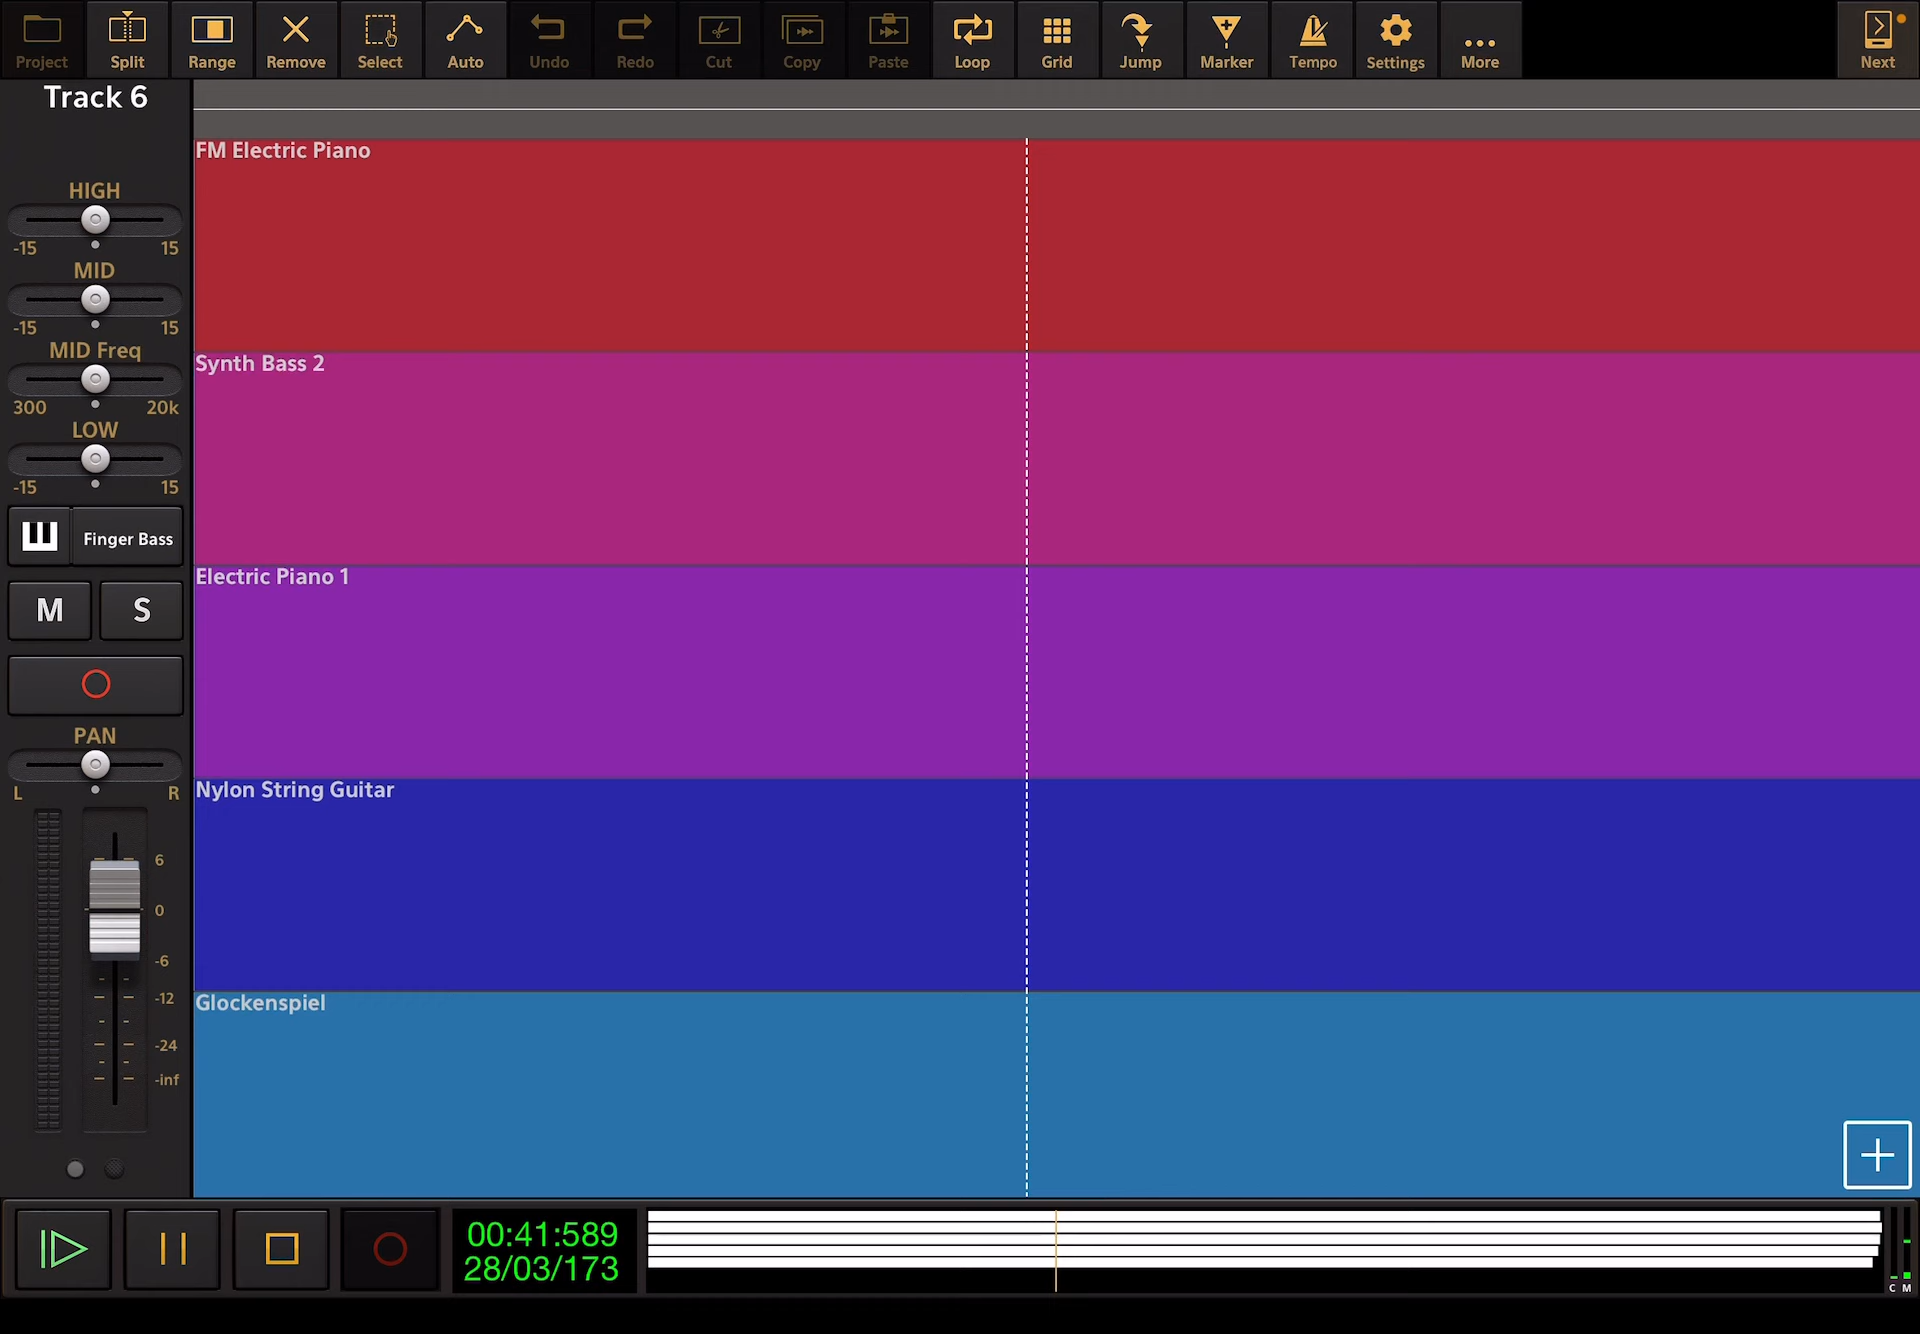 Project Split Range Remove Select Auto Undo Redo Cut Copy Paste Loop Grid Jump Marker Tempo Settings More Next
Track 6
HIGH
-15 15
MID
-15 15
MID Freq
300 20k
LOW
-15 15
Finger Bass
M S
PAN
L R
6
0
-6
-12
-24
-inf
FM Electric Piano
Synth Bass 2
Electric Piano 1
Nylon String Guitar
Glockenspiel
00:41:589
28/03/173
C M